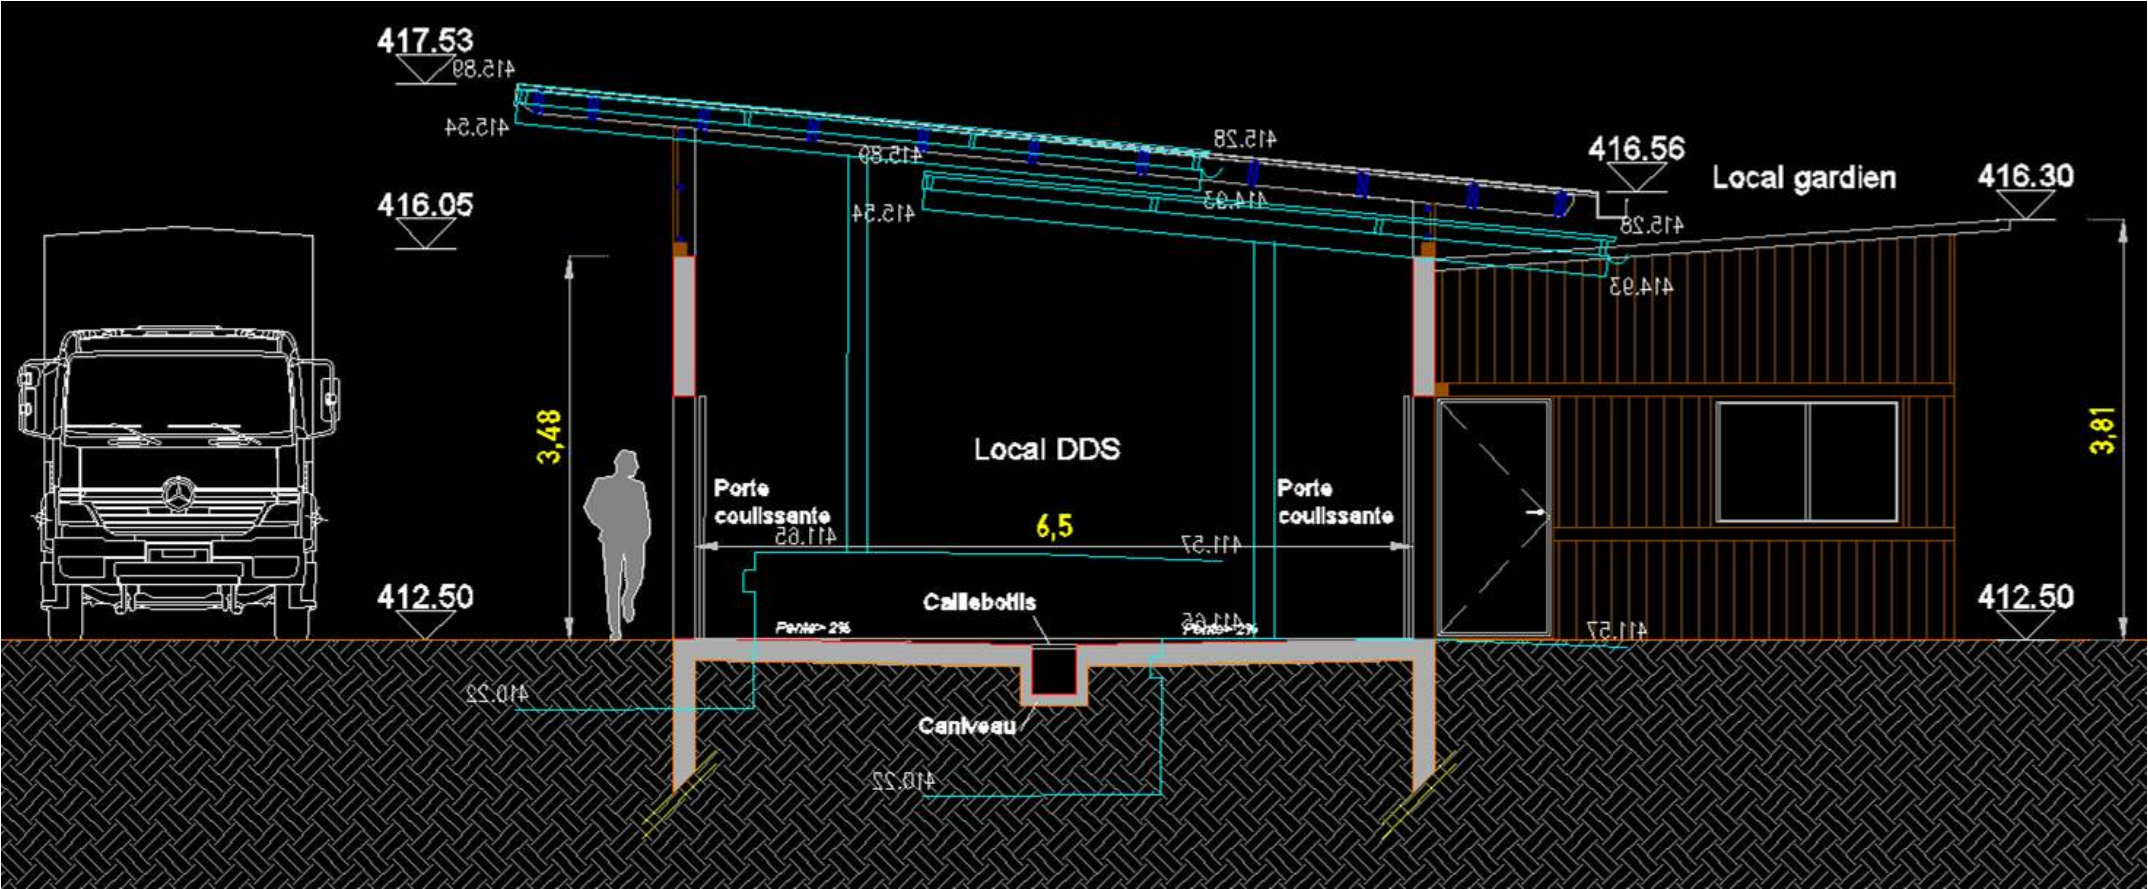 417.53
415.89
415.54
415.28
416.56
Local gardien
416.30
415.89
416.05
415.54
414.93
415.28
414.93
3,48
3,81
Local DDS
Porte
coulissante
Porte
coulissante
6,5
411.65
411.57
412.50
Caillebottis
412.50
Pente> 2%
411.65
Pente> 2%
411.57
410.22
Caniveau
410.22